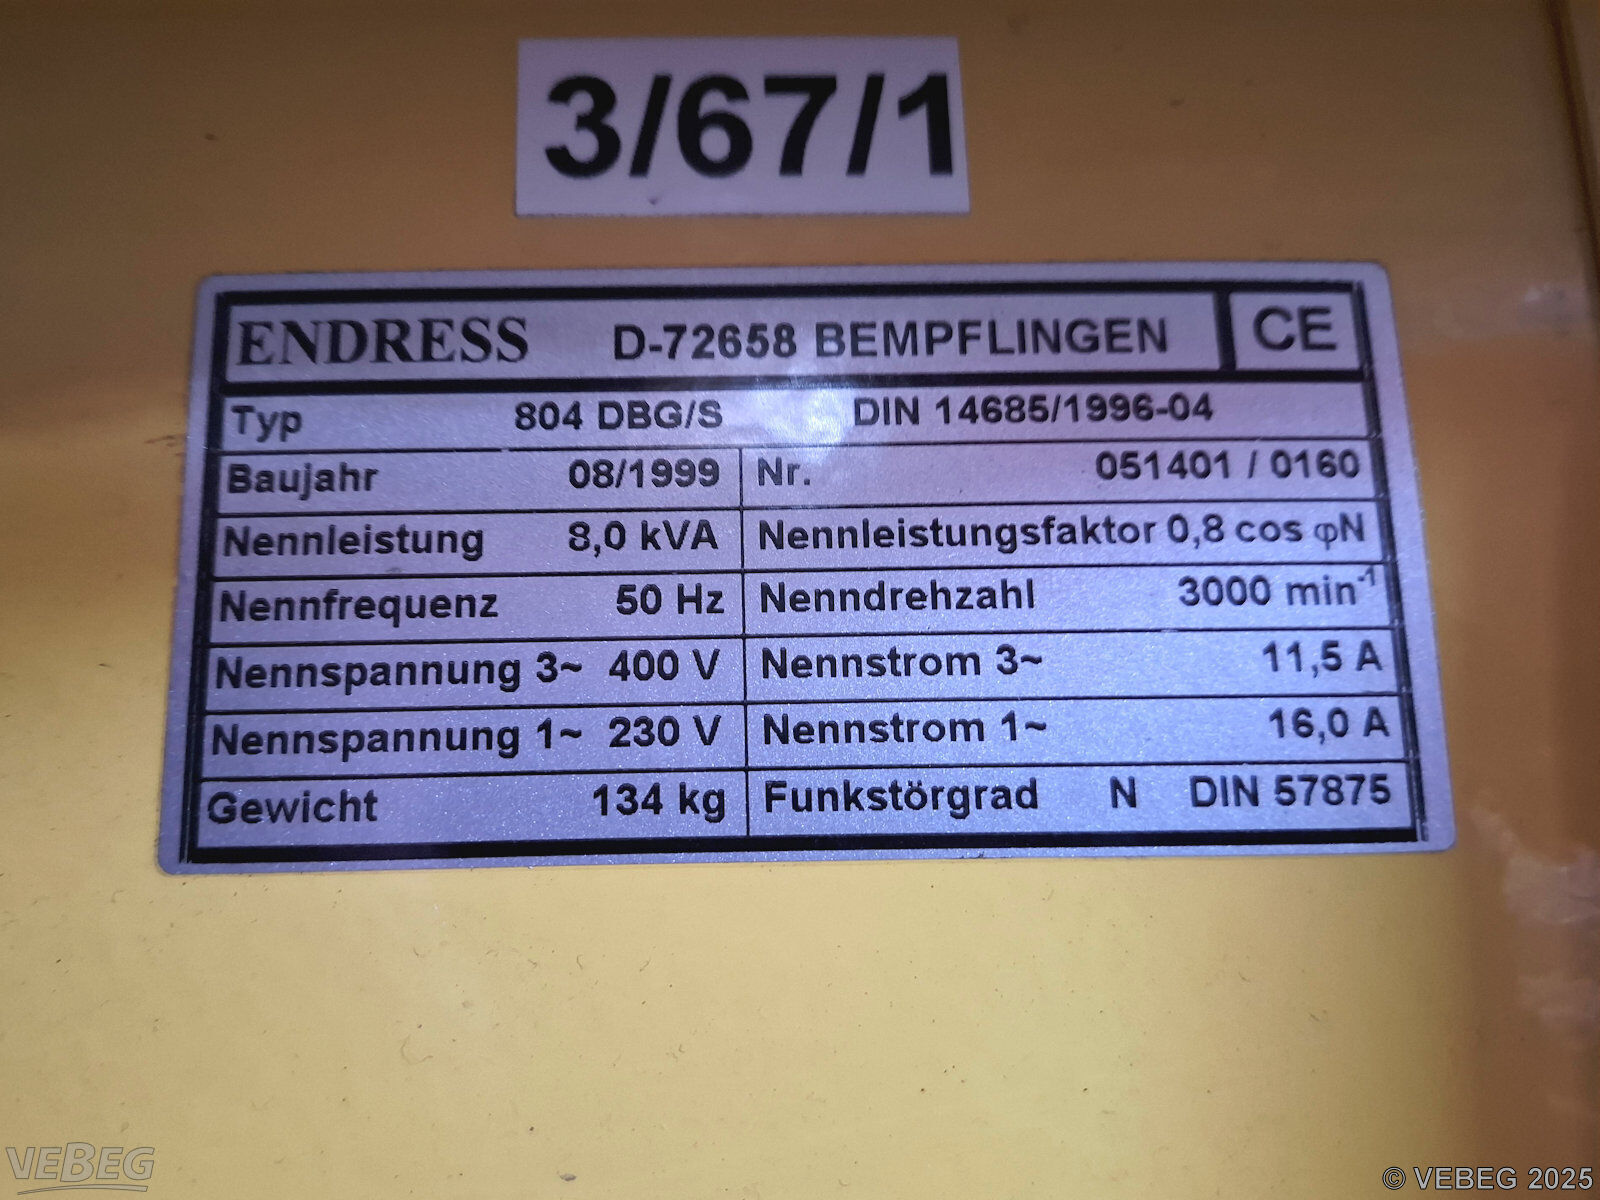 3/67/1
ENDRESS D-72658 BEMPFLINGEN CE
Typ 804 DBG/S DIN 14685/1996-04
Baujahr 08/1999 Nr. 051401 / 0160
Nennleistung 8,0 kVA Nennleistungsfaktor 0,8 cos φN
Nennfrequenz 50 Hz Nenndrehzahl 3000 min⁻¹
Nennspannung 3~ 400 V Nennstrom 3~ 11,5 A
Nennspannung 1~ 230 V Nennstrom 1~ 16,0 A
Gewicht 134 kg Funkstörgrad N DIN 57875
VEBEG
© VEBEG 2025